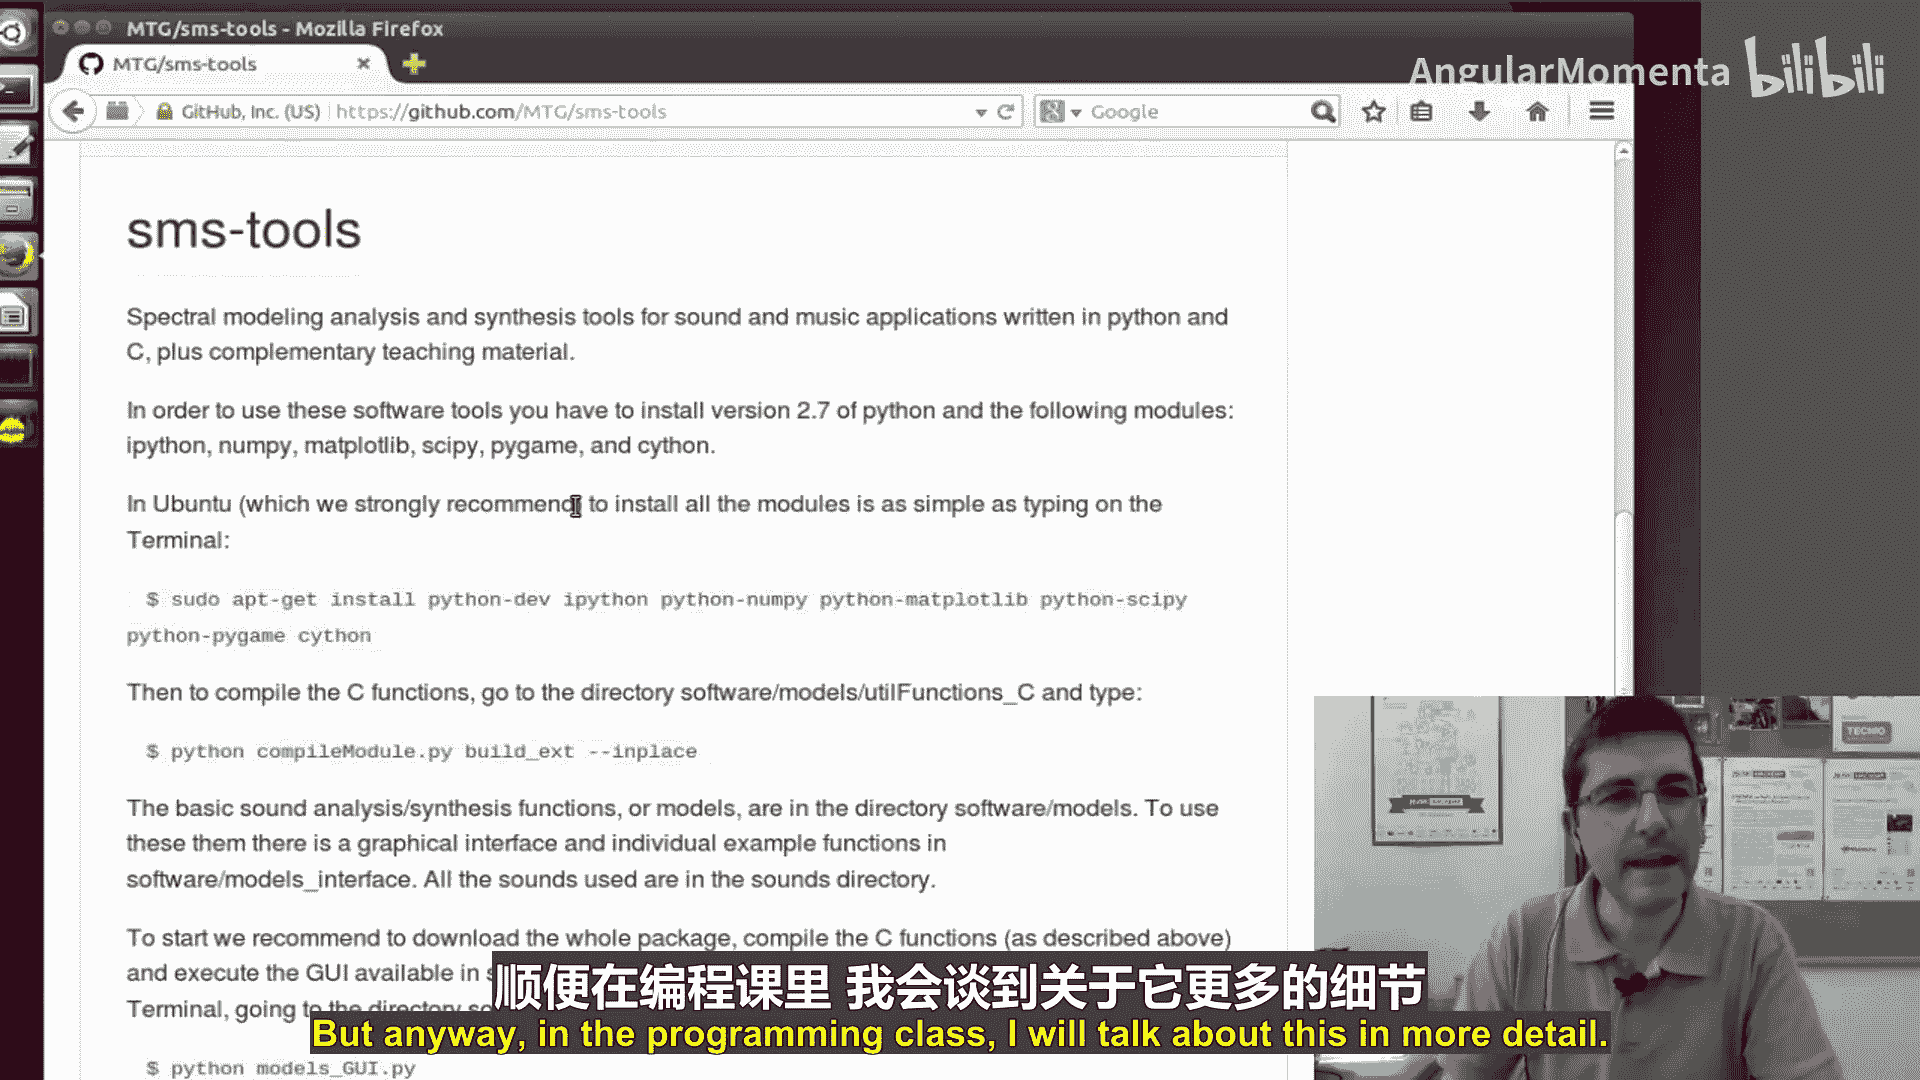 MTG/sms-tools - Mozilla Firefox
MTG/sms-tools
AngularMomenta bilibili
GitHub, Inc. (US) https://github.com/MTG/sms-tools
Google
sms-tools
Spectral modeling analysis and synthesis tools for sound and music applications written in python and
C, plus complementary teaching material.
In order to use these software tools you have to install version 2.7 of python and the following modules:
ipython, numpy, matplotlib, scipy, pygame, and cython.
In Ubuntu (which we strongly recommend) to install all the modules is as simple as typing on the
Terminal:
$ sudo apt-get install python-dev ipython python-numpy python-matplotlib python-scipy
python-pygame cython
Then to compile the C functions, go to the directory software/models/utilFunctions_C and type:
$ python compileModule.py build_ext --inplace
TECNIO
The basic sound analysis/synthesis functions, or models, are in the directory software/models. To use
these them there is a graphical interface and individual example functions in
software/models_interface. All the sounds used are in the sounds directory.
To start we recommend to download the whole package, compile the C functions (as described above)
and execute the GUI available in
Terminal, going to the directory
顺便在编程课里 我会谈到关于它更多的细节
But anyway, in the programming class, I will talk about this in more detail.
$ python models_GUI.py